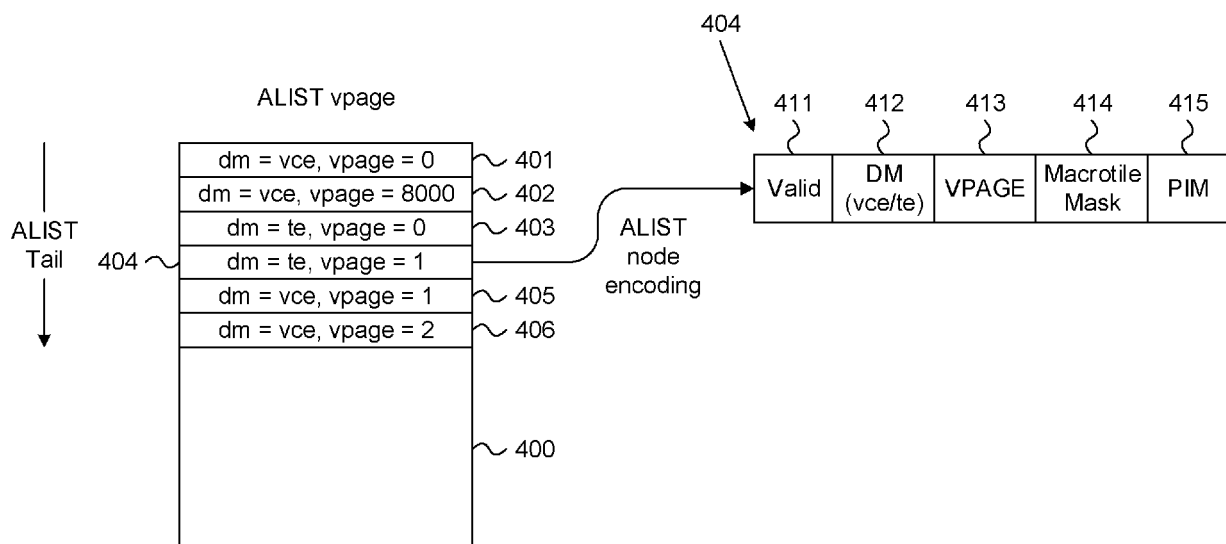 404
ALIST vpage
411 412 413 414 415
dm = vce, vpage = 0 401
dm = vce, vpage = 8000 402
dm = te, vpage = 0 403
404 dm = te, vpage = 1
dm = vce, vpage = 1 405
dm = vce, vpage = 2 406
400
ALIST
Tail
ALIST
node
encoding
Valid
DM
(vce/te)
VPAGE
Macrotile
Mask
PIM